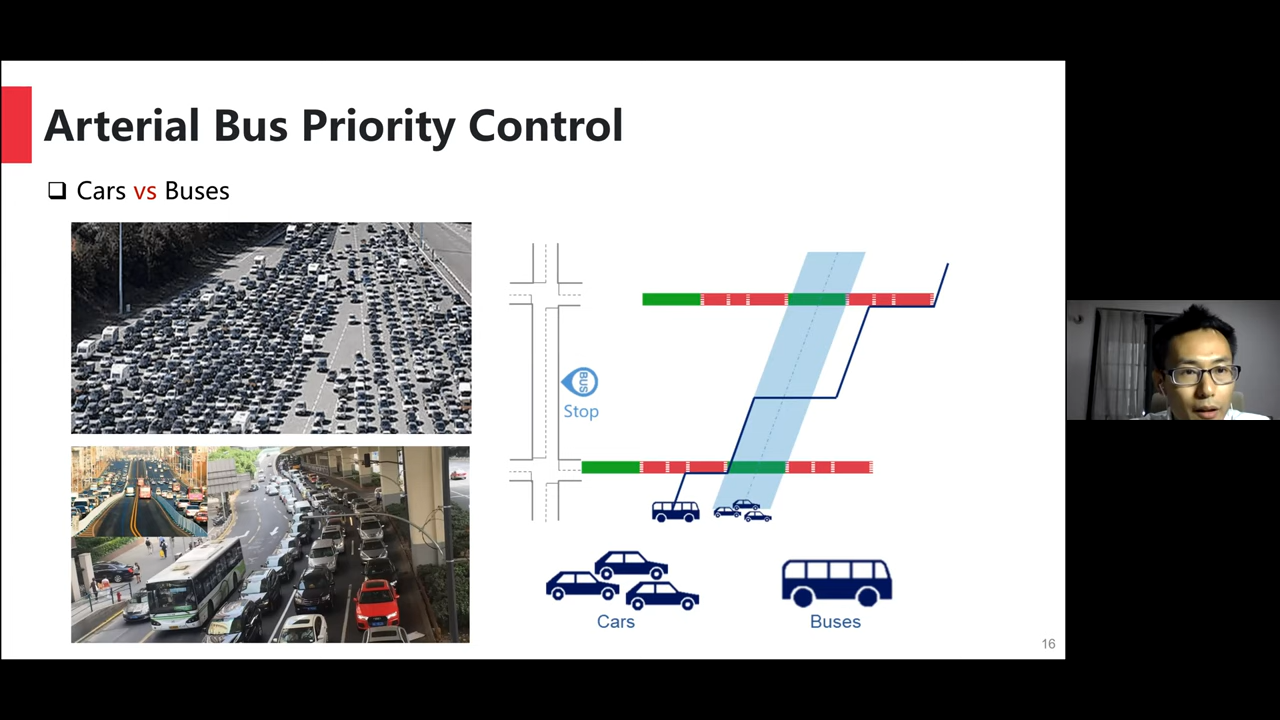 Arterial Bus Priority Control
Cars vs Buses
BUS
Stop
Cars
Buses
16